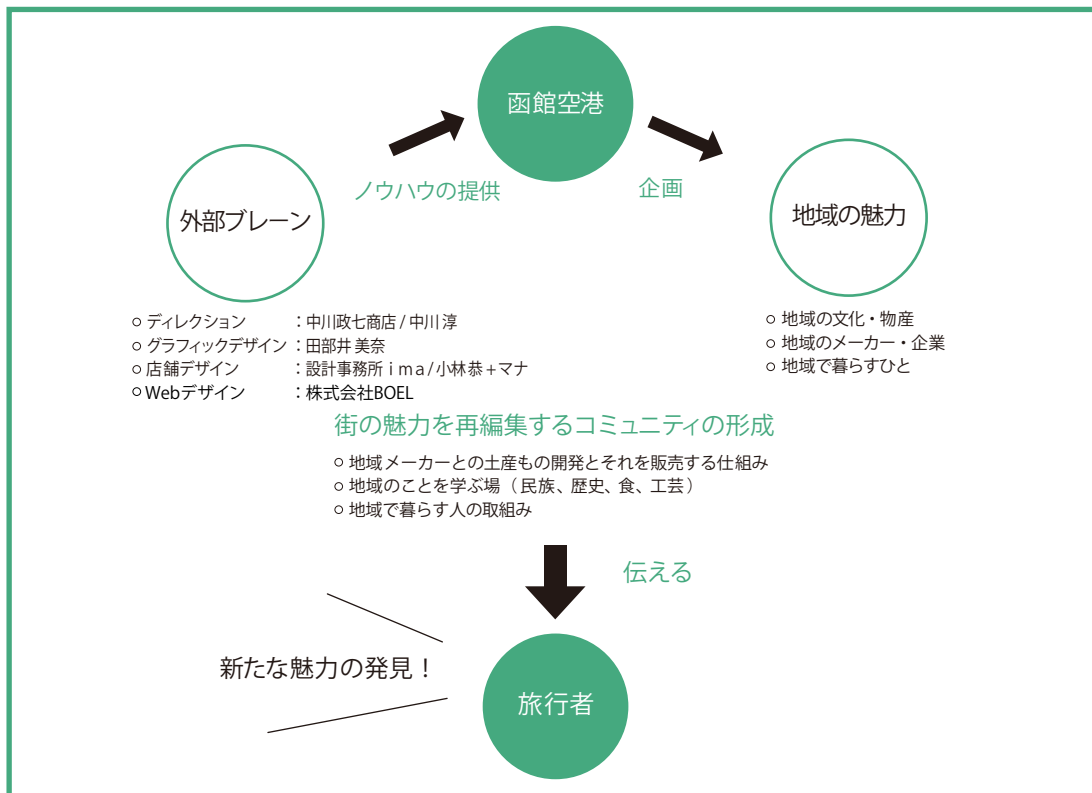 函館空港
ノウハウの提供
企画
外部ブレーン
地域の魅力
○ ディレクション ：中川政七商店 / 中川 淳
○ グラフィックデザイン ：田部井 美奈
○ 店舗デザイン ：設計事務所 ｉｍａ / 小林 恭＋マナ
○ Webデザイン ：株式会社BOEL
○ 地域の文化・物産
○ 地域のメーカー・企業
○ 地域で暮らすひと
街の魅力を再編集するコミュニティの形成
○ 地域メーカーとの土産もの開発とそれを販売する仕組み
○ 地域のことを学ぶ場（民族、歴史、食、工芸）
○ 地域で暮らす人の取組み
伝える
新たな魅力の発見！
旅行者